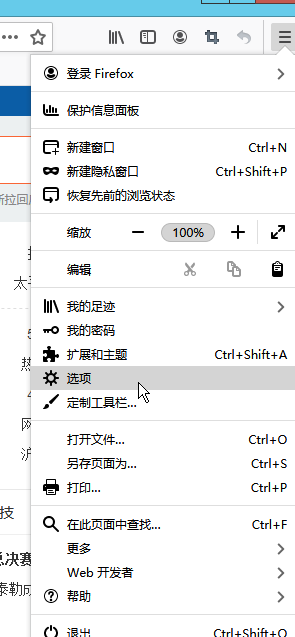 登录 Firefox
保护信息面板
新建窗口 Ctrl+N
新建隐私窗口 Ctrl+Shift+P
恢复先前的浏览状态
斯拉回
缩放 100%
编辑
太
我的足迹
我的密码
扩展和主题 Ctrl+Shift+A
热
选项
定制工具栏...
网
打开文件... Ctrl+O
沪
另存页面为... Ctrl+S
打印... Ctrl+P
技
在此页面中查找... Ctrl+F
更多
总决赛
Web 开发者
泰勒成
帮助
退出 Ctrl+Shift+Q